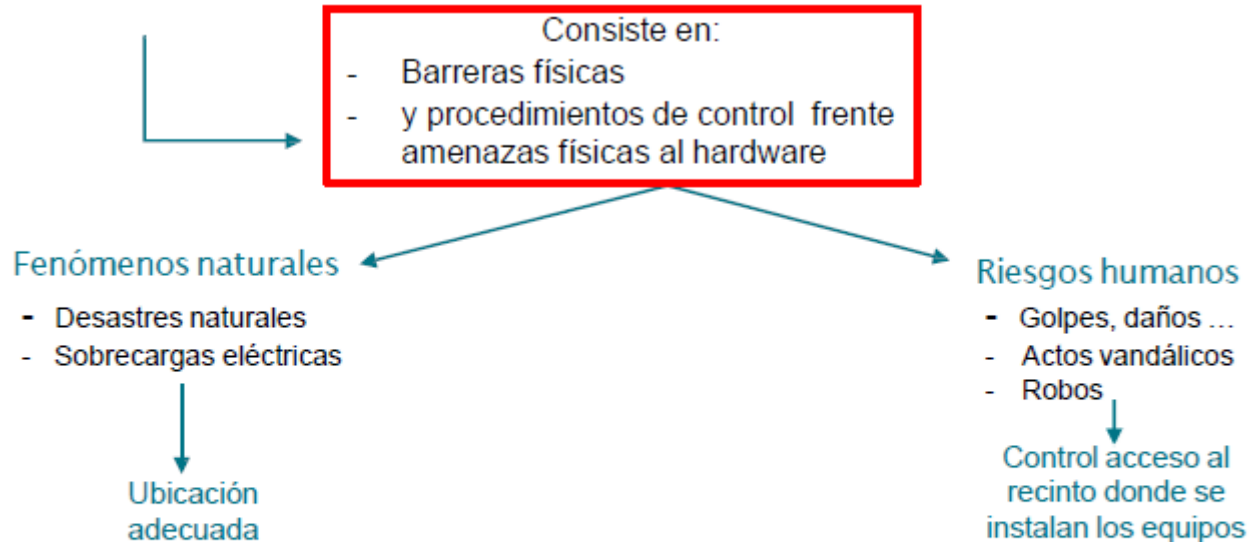 Consiste en:
- Barreras físicas
- y procedimientos de control frente
amenazas físicas al hardware
Fenómenos naturales
- Desastres naturales
- Sobrecargas eléctricas
Ubicación
adecuada
Riesgos humanos
- Golpes, daños ...
- Actos vandálicos
- Robos
Control acceso al
recinto donde se
instalan los equipos